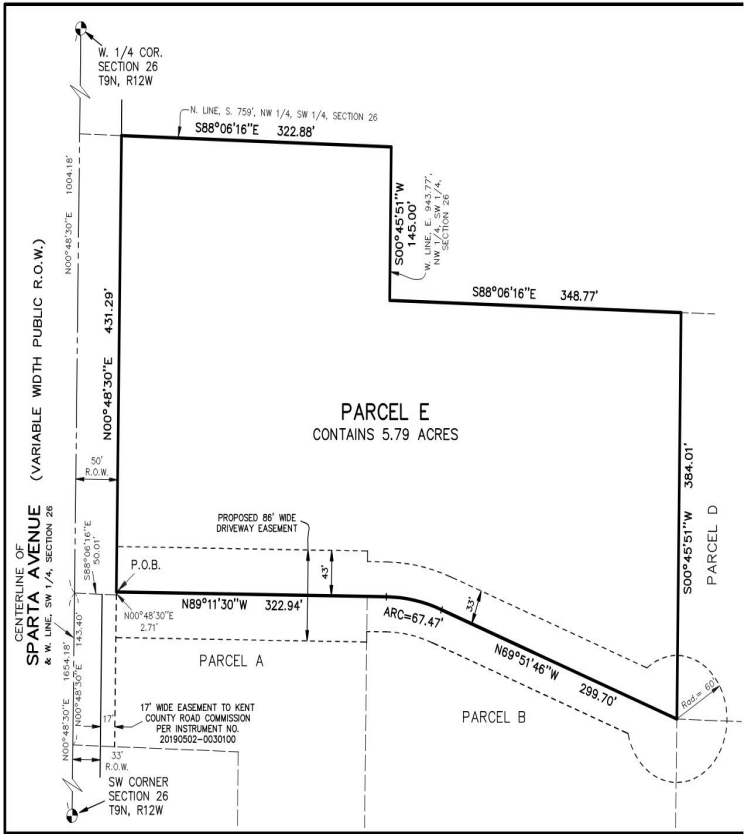 W. 1/4 COR.
SECTION 26
T9N, R12W
N. LINE, S. 759', NW 1/4, SW 1/4, SECTION 26
S88°06'16"E 322.88'
N00°48'30"E 1004.18'
S00°45'51"W
145.00'
W. LINE, E. 943.77',
NW 1/4, SW 1/4,
SECTION 26
S88°06'16"E 348.77'
N00°48'30"E 431.29'
PARCEL E
CONTAINS 5.79 ACRES
CENTERLINE OF
SPARTA AVENUE (VARIABLE WIDTH PUBLIC R.O.W.)
& W. LINE, SW 1/4, SECTION 26
50'
R.O.W.
S00°45'51"W 384.01'
PARCEL D
PROPOSED 86' WIDE
DRIVEWAY EASEMENT
S88°06'16"E
50.01'
P.O.B.
43'
33'
N89°11'30"W 322.94'
ARC=67.47'
N00°48'30"E
2.71'
N69°51'46"W
299.70'
Rad.= 60'
N00°48'30"E 1654.18'
N00°48'30"E 143.40'
PARCEL A
PARCEL B
17'
17' WIDE EASEMENT TO KENT
COUNTY ROAD COMMISSION
PER INSTRUMENT NO.
20190502-0030100
33'
R.O.W.
SW CORNER
SECTION 26
T9N, R12W